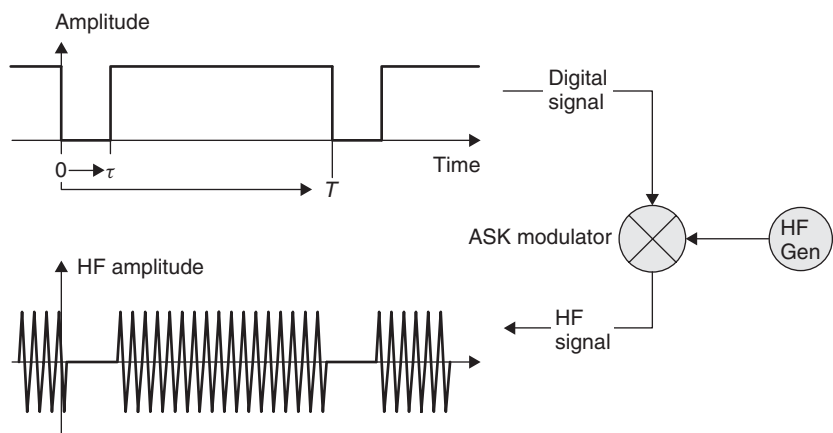 Amplitude
Digital
signal
Time
0
τ
T
ASK modulator
HF
Gen
HF amplitude
HF
signal